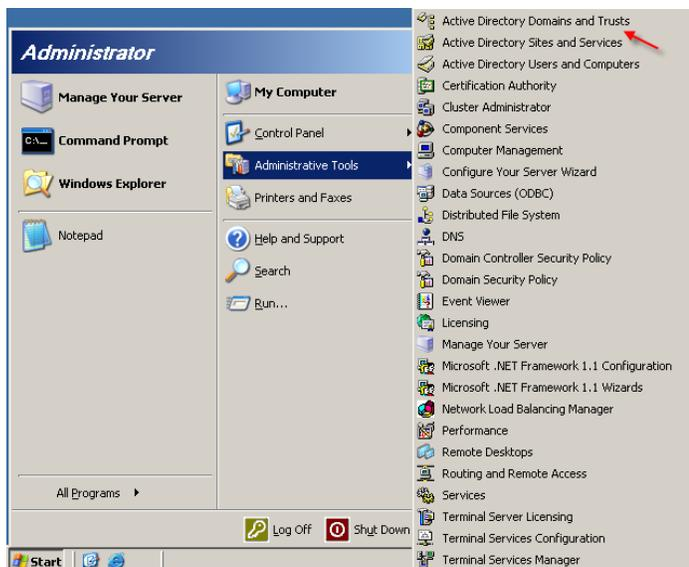 Administrator
Manage Your Server
Command Prompt
Windows Explorer
Notepad
All Programs
My Computer
Control Panel
Administrative Tools
Printers and Faxes
Help and Support
Search
Run...
Log Off
Shut Down
Start
Active Directory Domains and Trusts
Active Directory Sites and Services
Active Directory Users and Computers
Certification Authority
Cluster Administrator
Component Services
Computer Management
Configure Your Server Wizard
Data Sources (ODBC)
Distributed File System
DNS
Domain Controller Security Policy
Domain Security Policy
Event Viewer
Licensing
Manage Your Server
Microsoft .NET Framework 1.1 Configuration
Microsoft .NET Framework 1.1 Wizards
Network Load Balancing Manager
Performance
Remote Desktops
Routing and Remote Access
Services
Terminal Server Licensing
Terminal Services Configuration
Terminal Services Manager